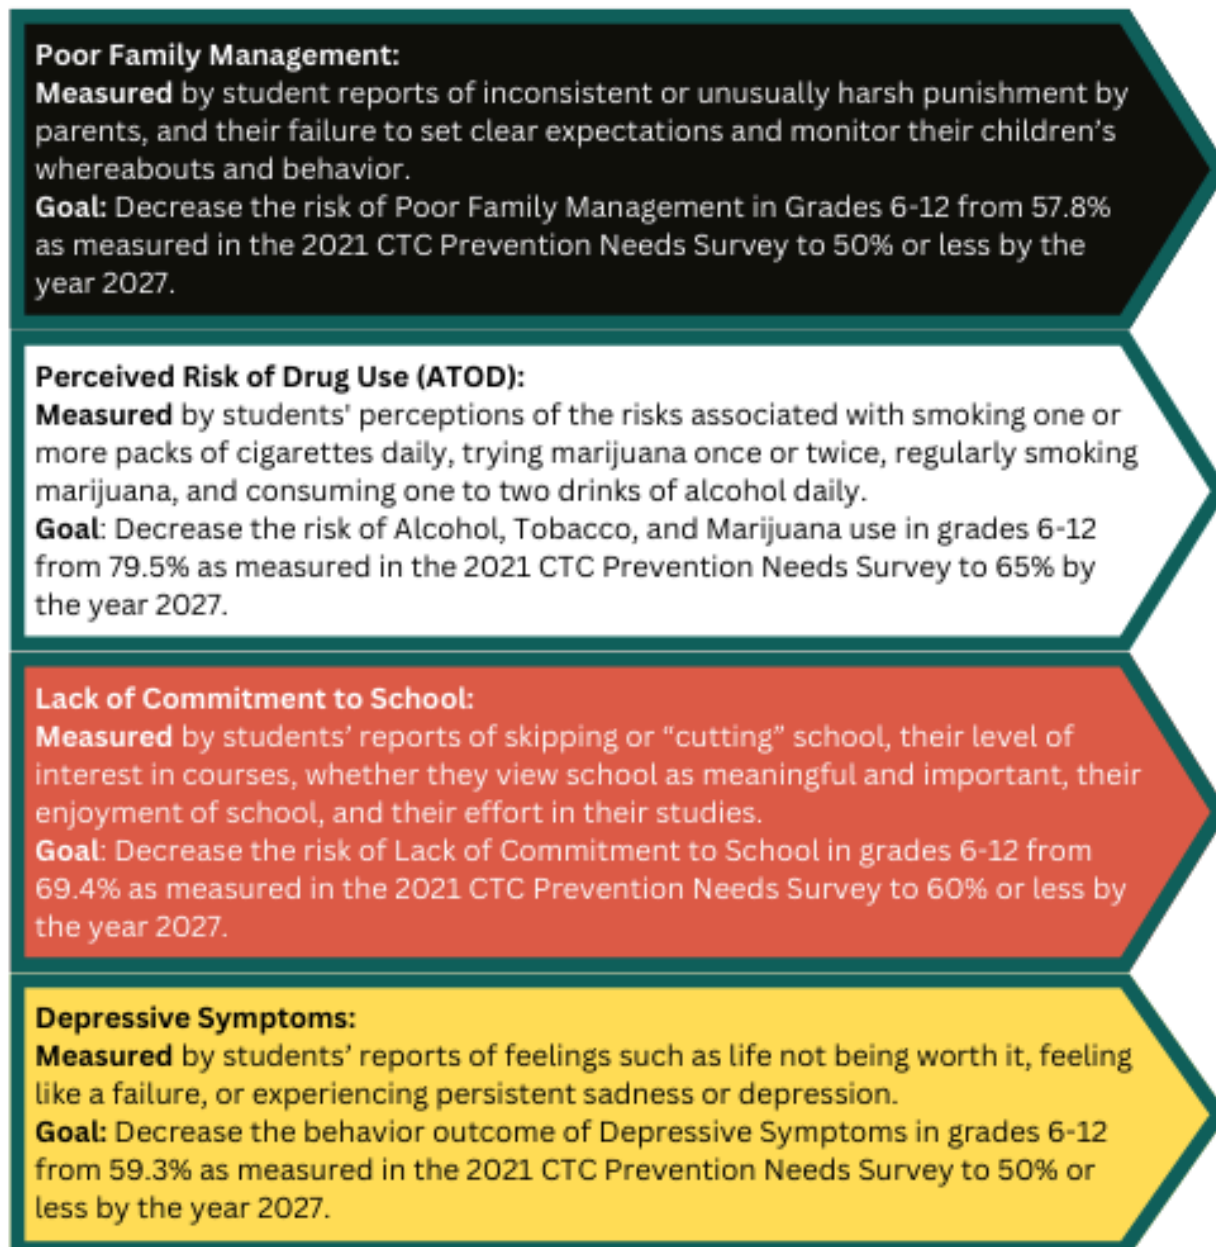 Poor Family Management:
Measured by student reports of inconsistent or unusually harsh punishment by
parents, and their failure to set clear expectations and monitor their children’s
whereabouts and behavior.
Goal: Decrease the risk of Poor Family Management in Grades 6-12 from 57.8%
as measured in the 2021 CTC Prevention Needs Survey to 50% or less by the
year 2027.
Perceived Risk of Drug Use (ATOD):
Measured by students' perceptions of the risks associated with smoking one or
more packs of cigarettes daily, trying marijuana once or twice, regularly smoking
marijuana, and consuming one to two drinks of alcohol daily.
Goal: Decrease the risk of Alcohol, Tobacco, and Marijuana use in grades 6-12
from 79.5% as measured in the 2021 CTC Prevention Needs Survey to 65% by
the year 2027.
Lack of Commitment to School:
Measured by students’ reports of skipping or “cutting” school, their level of
interest in courses, whether they view school as meaningful and important, their
enjoyment of school, and their effort in their studies.
Goal: Decrease the risk of Lack of Commitment to School in grades 6-12 from
69.4% as measured in the 2021 CTC Prevention Needs Survey to 60% or less by
the year 2027.
Depressive Symptoms:
Measured by students’ reports of feelings such as life not being worth it, feeling
like a failure, or experiencing persistent sadness or depression.
Goal: Decrease the behavior outcome of Depressive Symptoms in grades 6-12
from 59.3% as measured in the 2021 CTC Prevention Needs Survey to 50% or
less by the year 2027.